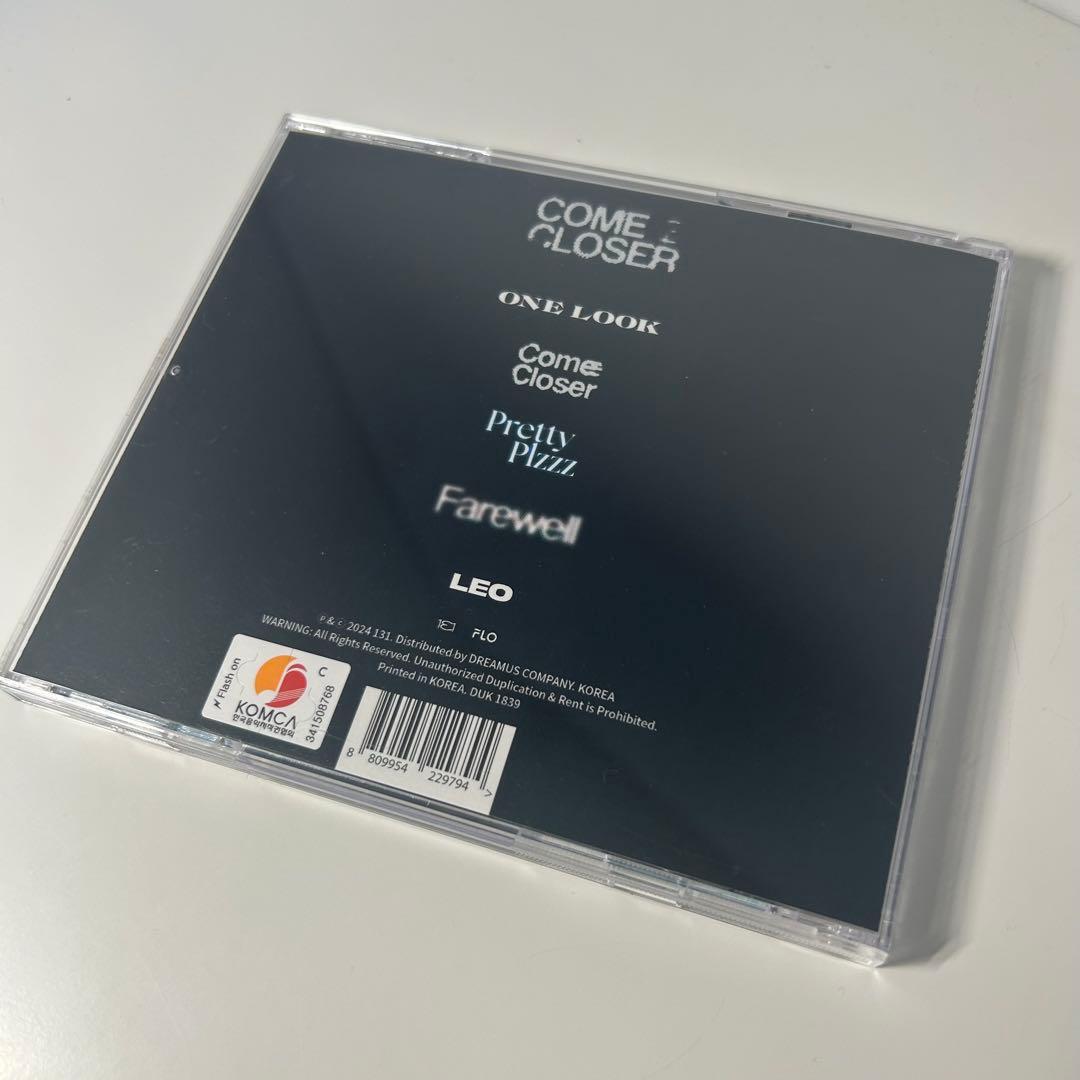 COME
CLOSER
ONE LOOK
Come
Closer
Pretty
Plzzz
Farewell
LEO
131 FLO
℗ & © 2024 131. Distributed by DREAMUS COMPANY. KOREA
WARNING: All Rights Reserved. Unauthorized Duplication & Rent is Prohibited.
Printed in KOREA. DUK 1839
Flash on
KOMCA
한국음악저작권협회
C
341508768
8 809954 229794 >